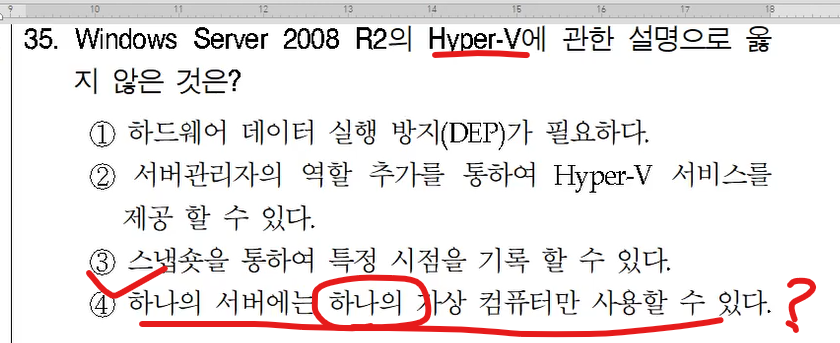 9 10 11 12 13 14 15 16 17 18
35. Windows Server 2008 R2의 Hyper-V에 관한 설명으로 옳
지 않은 것은?
① 하드웨어 데이터 실행 방지(DEP)가 필요하다.
② 서버관리자의 역할 추가를 통하여 Hyper-V 서비스를
제공 할 수 있다.
③ 스냅숏을 통하여 특정 시점을 기록 할 수 있다.
④ 하나의 서버에는 하나의 가상 컴퓨터만 사용할 수 있다. ?